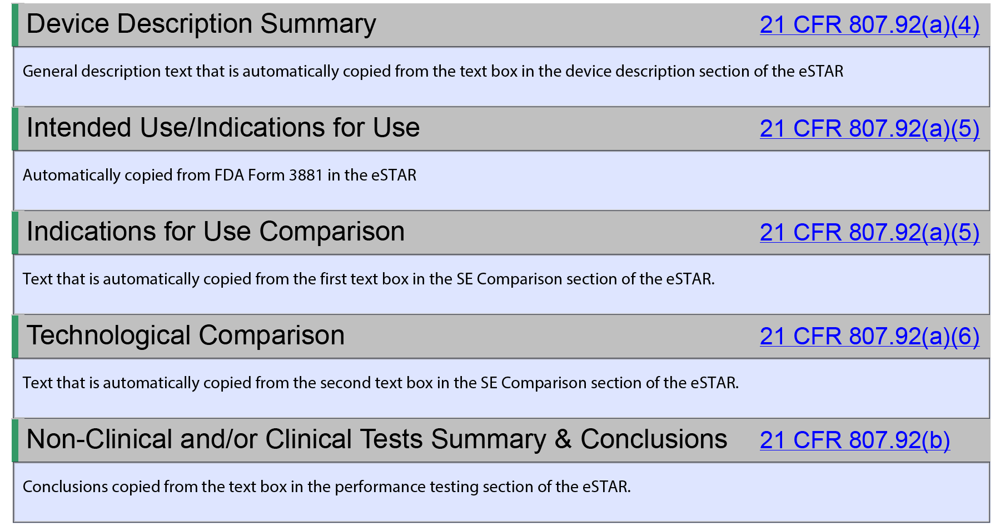 Device Description Summary 21 CFR 807.92(a)(4)
General description text that is automatically copied from the text box in the device description section of the eSTAR
Intended Use/Indications for Use 21 CFR 807.92(a)(5)
Automatically copied from FDA Form 3881 in the eSTAR
Indications for Use Comparison 21 CFR 807.92(a)(5)
Text that is automatically copied from the first text box in the SE Comparison section of the eSTAR.
Technological Comparison 21 CFR 807.92(a)(6)
Text that is automatically copied from the second text box in the SE Comparison section of the eSTAR.
Non-Clinical and/or Clinical Tests Summary & Conclusions 21 CFR 807.92(b)
Conclusions copied from the text box in the performance testing section of the eSTAR.